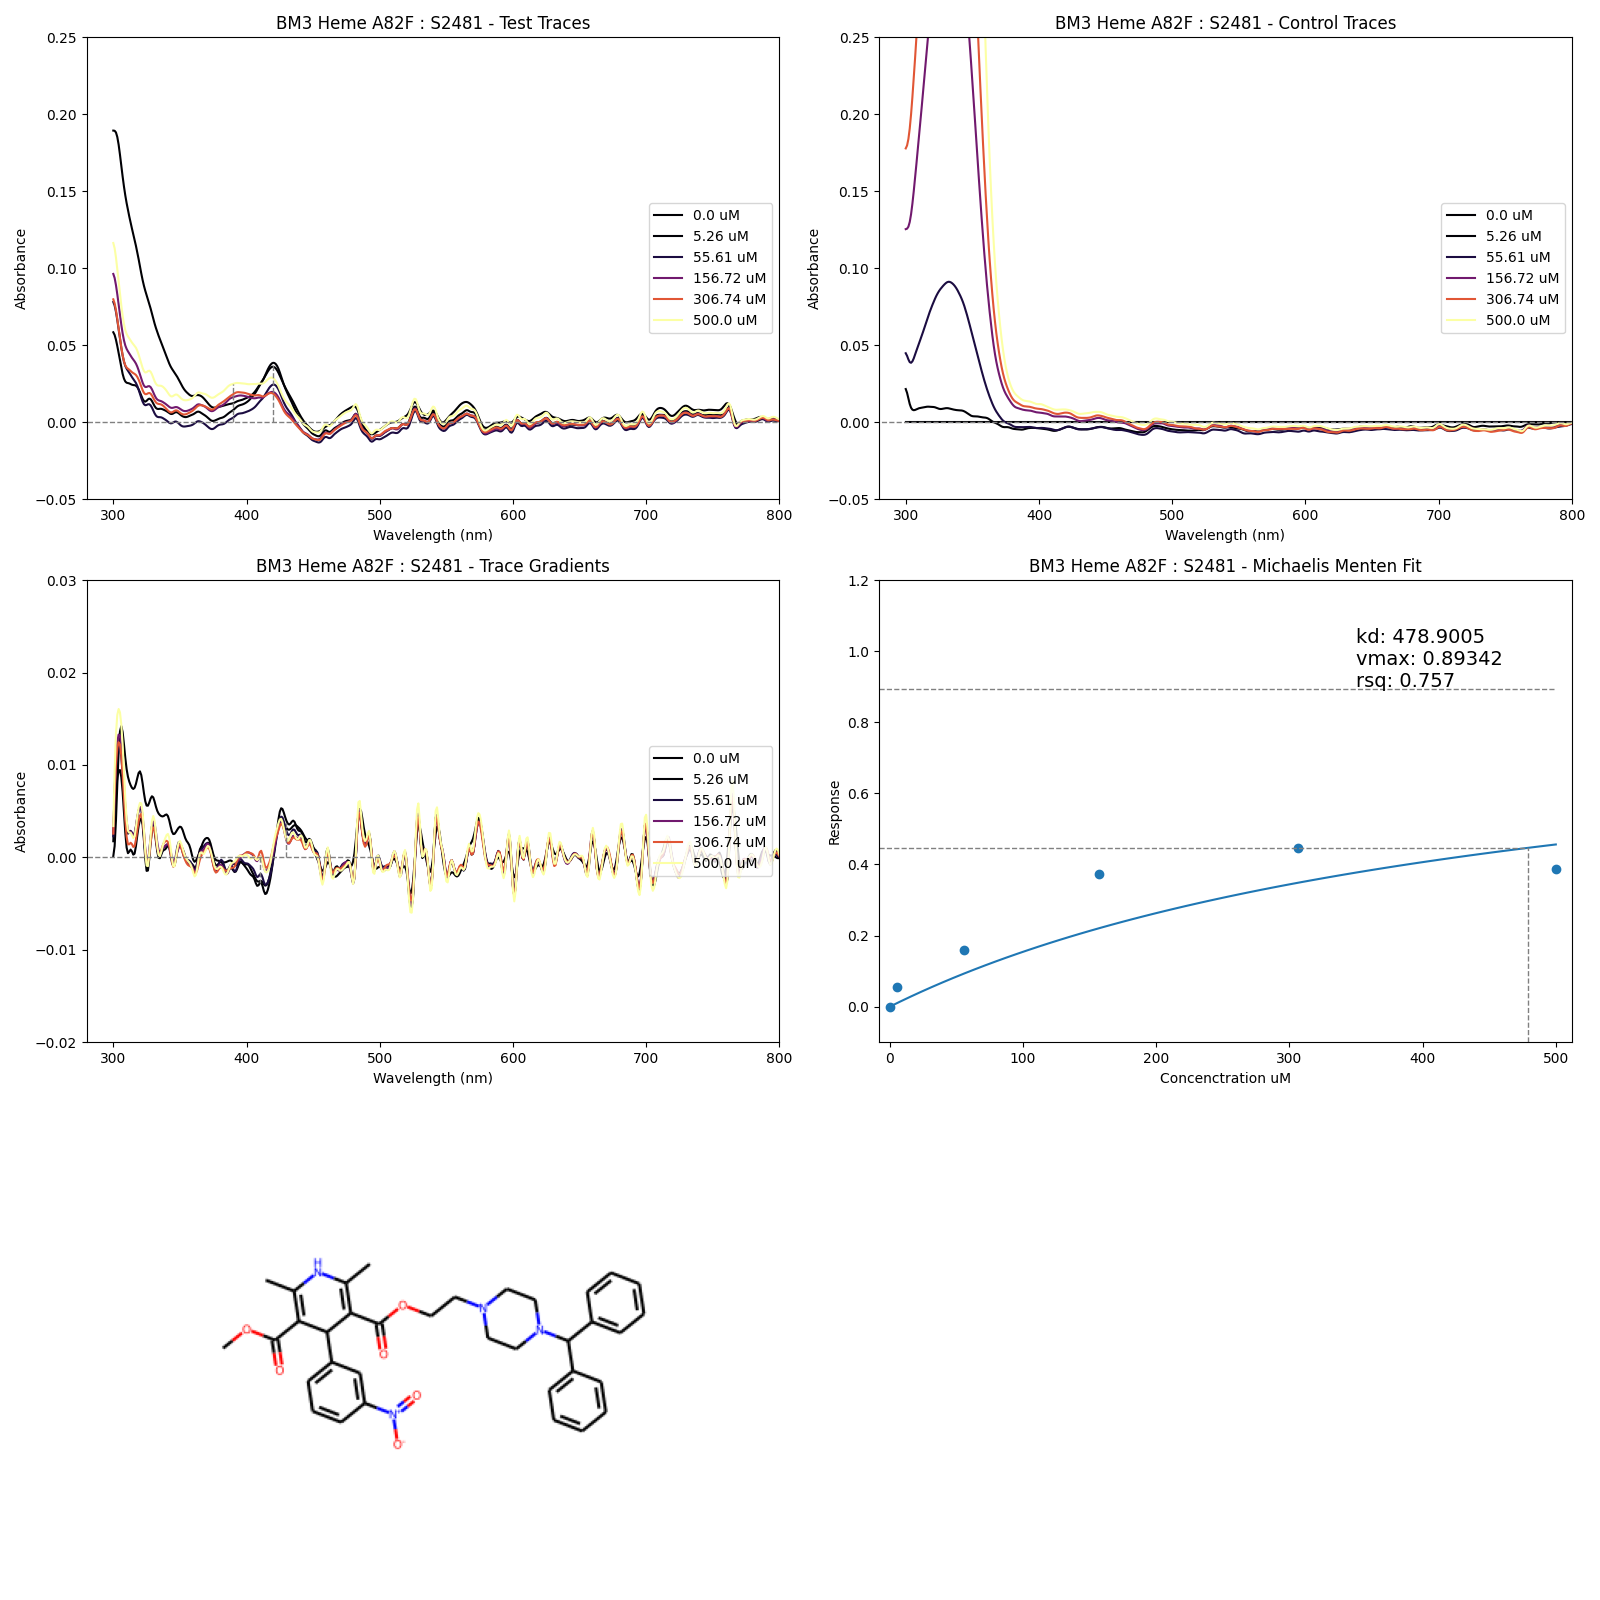 BM3 Heme A82F : S2481 - Test Traces
0.25
0.20
0.15
0.10
0.05
0.00
−0.05
Absorbance
300 400 500 600 700 800
Wavelength (nm)
0.0 uM
5.26 uM
55.61 uM
156.72 uM
306.74 uM
500.0 uM
BM3 Heme A82F : S2481 - Control Traces
0.25
0.20
0.15
0.10
0.05
0.00
−0.05
Absorbance
300 400 500 600 700 800
Wavelength (nm)
0.0 uM
5.26 uM
55.61 uM
156.72 uM
306.74 uM
500.0 uM
BM3 Heme A82F : S2481 - Trace Gradients
0.03
0.02
0.01
0.00
−0.01
−0.02
Absorbance
300 400 500 600 700 800
Wavelength (nm)
0.0 uM
5.26 uM
55.61 uM
156.72 uM
306.74 uM
500.0 uM
BM3 Heme A82F : S2481 - Michaelis Menten Fit
1.2
1.0
0.8
0.6
0.4
0.2
0.0
Response
0 100 200 300 400 500
Concenctration uM
kd: 478.9005
vmax: 0.89342
rsq: 0.757
H
N
O
O
O
O
N
N
N+
O
O-